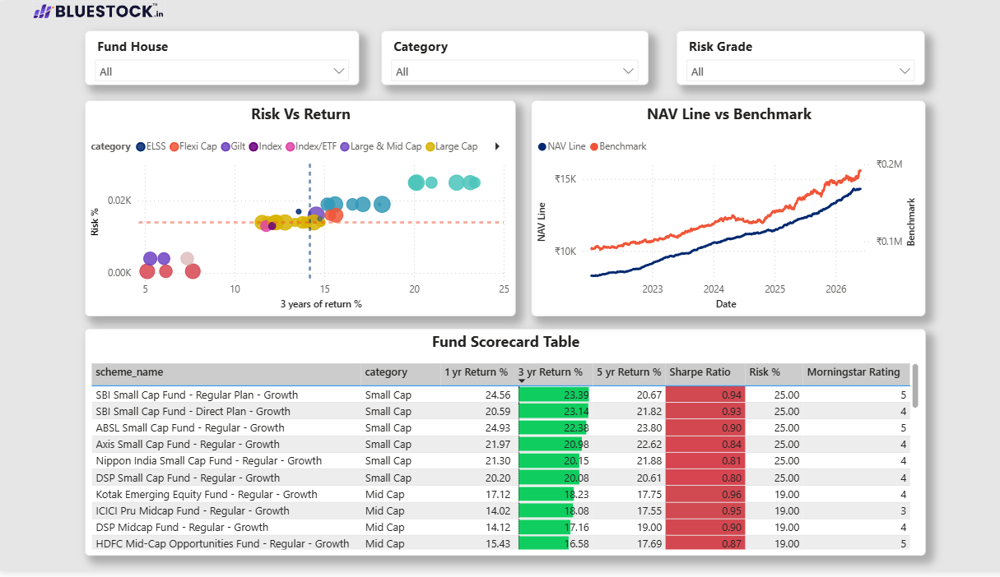 BLUESTOCK™.in
Fund House Category Risk Grade
All All All
Risk Vs Return
category ELSS Flexi Cap Gilt Index Index/ETF Large & Mid Cap Large Cap
0.02K
0.00K
Risk %
5 10 15 20 25
3 years of return %
NAV Line vs Benchmark
NAV Line Benchmark
₹15K
₹10K
NAV Line
₹0.2M
₹0.1M
Benchmark
2023 2024 2025 2026
Date
Fund Scorecard Table
scheme_name category 1 yr Return % 3 yr Return % 5 yr Return % Sharpe Ratio Risk % Morningstar Rating
SBI Small Cap Fund - Regular Plan - Growth Small Cap 24.56 23.39 20.67 0.94 25.00 5
SBI Small Cap Fund - Direct Plan - Growth Small Cap 20.59 23.14 21.82 0.93 25.00 4
ABSL Small Cap Fund - Regular - Growth Small Cap 24.93 22.38 23.80 0.90 25.00 5
Axis Small Cap Fund - Regular - Growth Small Cap 21.97 20.98 22.62 0.84 25.00 4
Nippon India Small Cap Fund - Regular - Growth Small Cap 21.30 20.15 21.88 0.81 25.00 4
DSP Small Cap Fund - Regular - Growth Small Cap 20.20 20.08 20.61 0.80 25.00 4
Kotak Emerging Equity Fund - Regular - Growth Mid Cap 17.12 18.23 17.75 0.96 19.00 4
ICICI Pru Midcap Fund - Regular - Growth Mid Cap 14.02 18.08 17.55 0.95 19.00 3
DSP Midcap Fund - Regular - Growth Mid Cap 14.12 17.16 19.00 0.90 19.00 4
HDFC Mid-Cap Opportunities Fund - Regular - Growth Mid Cap 15.43 16.58 17.69 0.87 19.00 5